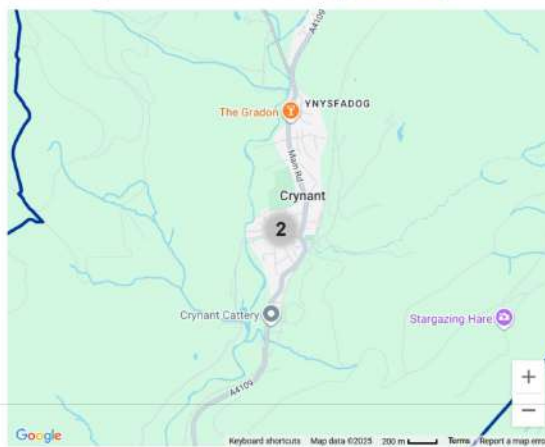 A4109
YNYSFADOG
The Gradon
Main Rd
Crynant
2
Crynant Cattery
Stargazing Hare
A4109
+
−
Google
Keyboard shortcuts Map data ©2025 200 m Terms Report a map error